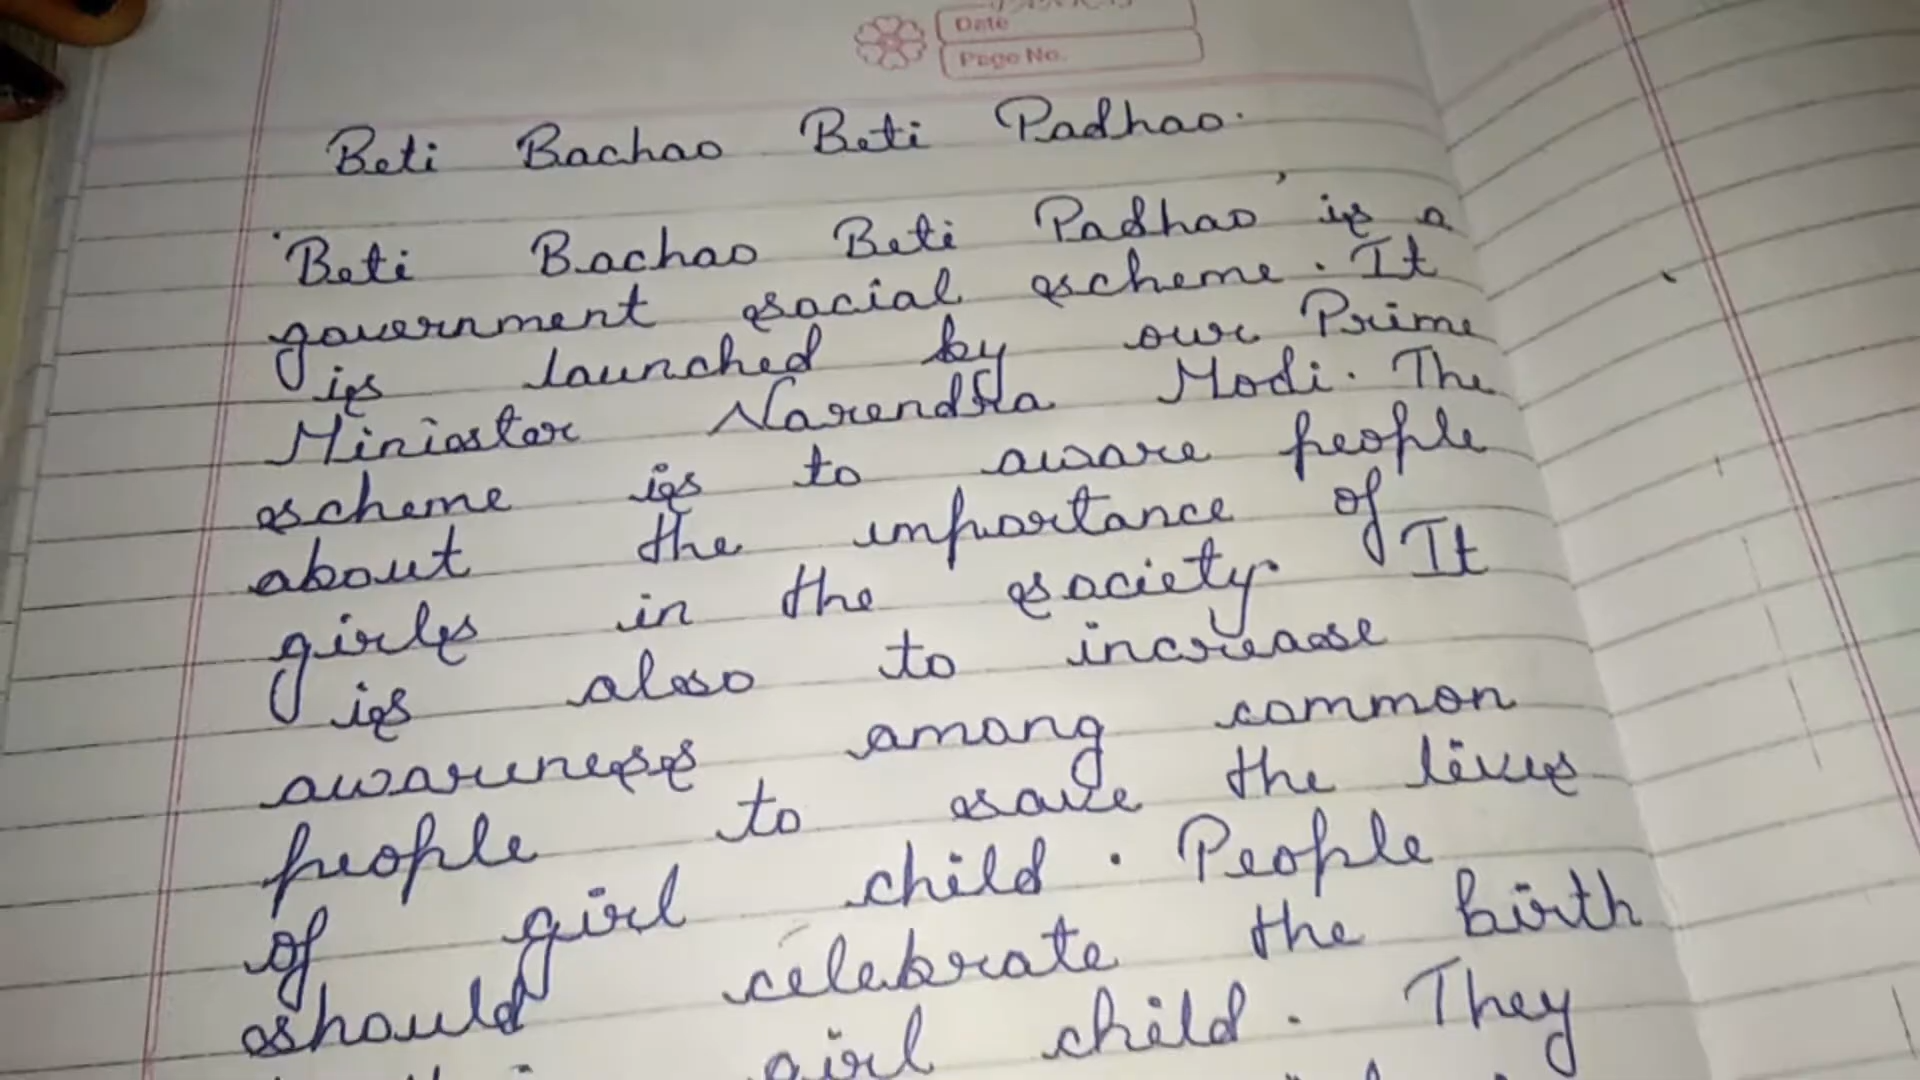 Date
Page No.
Beti Bachao Beti Padhao.
'Beti Bachao Beti Padhao' is a
government social scheme. It
is launched by our Prime
Minister Narendra Modi. The
scheme is to aware people
about the importance of
girls in the society. It
is also to increase
awareness among common
people to save the lives
of girl child. People
should celebrate the birth
girl child. They